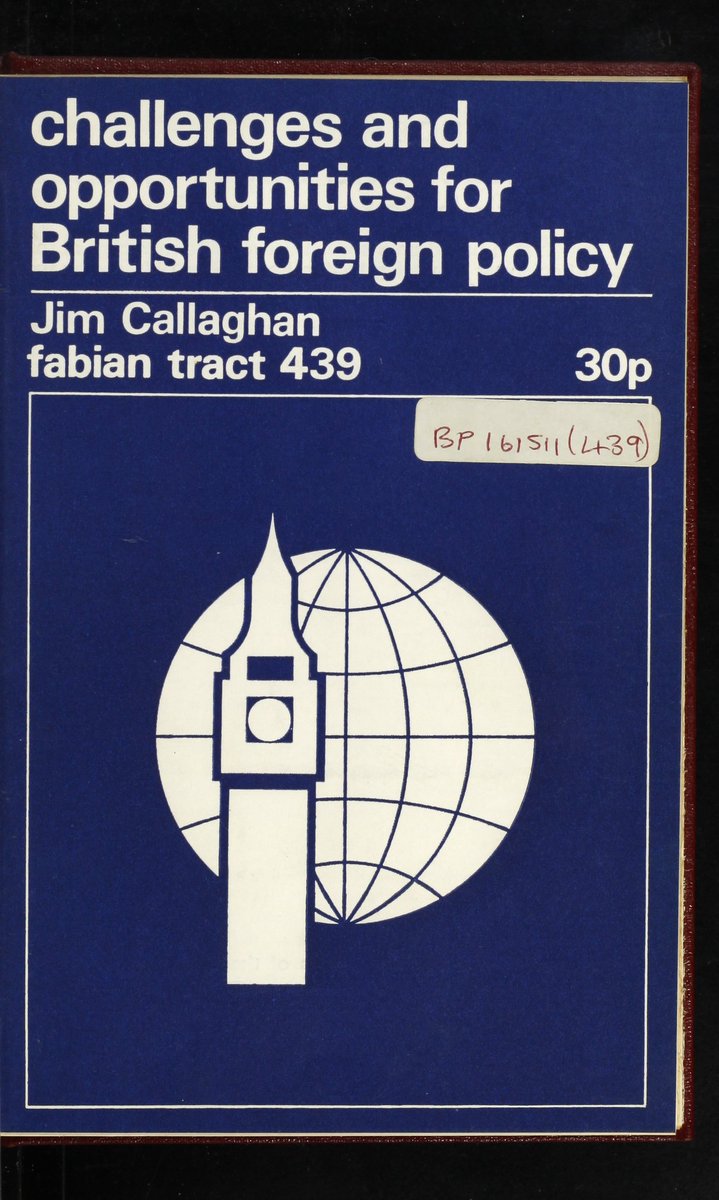 challenges and
opportunities for
British foreign policy
Jim Callaghan
fabian tract 439 30p
BP 161511(439)